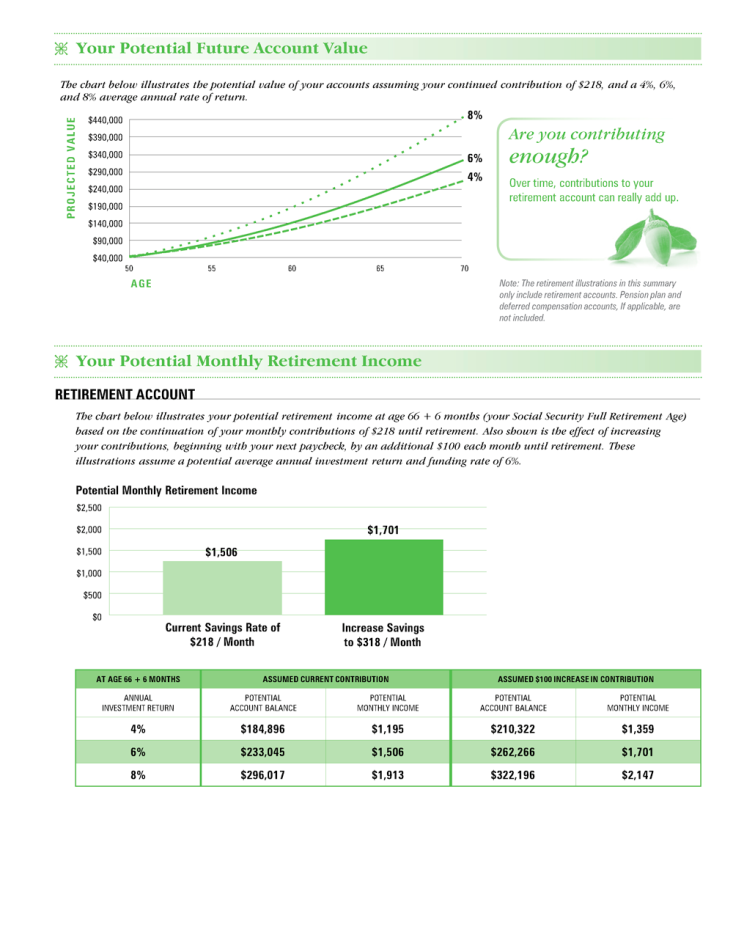 Your Potential Future Account Value
The chart below illustrates the potential value of your accounts assuming your continued contribution of $218, and a 4%, 6%,
and 8% average annual rate of return.
PROJECTED VALUE
$440,000
$390,000
$340,000
$290,000
$240,000
$190,000
$140,000
$90,000
$40,000
8%
6%
4%
50 55 60 65 70
AGE
Are you contributing
enough?
Over time, contributions to your
retirement account can really add up.
Note: The retirement illustrations in this summary
only include retirement accounts. Pension plan and
deferred compensation accounts, If applicable, are
not included.
Your Potential Monthly Retirement Income
RETIREMENT ACCOUNT
The chart below illustrates your potential retirement income at age 66 + 6 months (your Social Security Full Retirement Age)
based on the continuation of your monthly contributions of $218 until retirement. Also shown is the effect of increasing
your contributions, beginning with your next paycheck, by an additional $100 each month until retirement. These
illustrations assume a potential average annual investment return and funding rate of 6%.
Potential Monthly Retirement Income
$2,500
$2,000
$1,500
$1,000
$500
$0
$1,506
$1,701
Current Savings Rate of
$218 / Month
Increase Savings
to $318 / Month
AT AGE 66 + 6 MONTHS ASSUMED CURRENT CONTRIBUTION ASSUMED $100 INCREASE IN CONTRIBUTION
ANNUAL POTENTIAL POTENTIAL POTENTIAL POTENTIAL
INVESTMENT RETURN ACCOUNT BALANCE MONTHLY INCOME ACCOUNT BALANCE MONTHLY INCOME
4% $184,896 $1,195 $210,322 $1,359
6% $233,045 $1,506 $262,266 $1,701
8% $296,017 $1,913 $322,196 $2,147